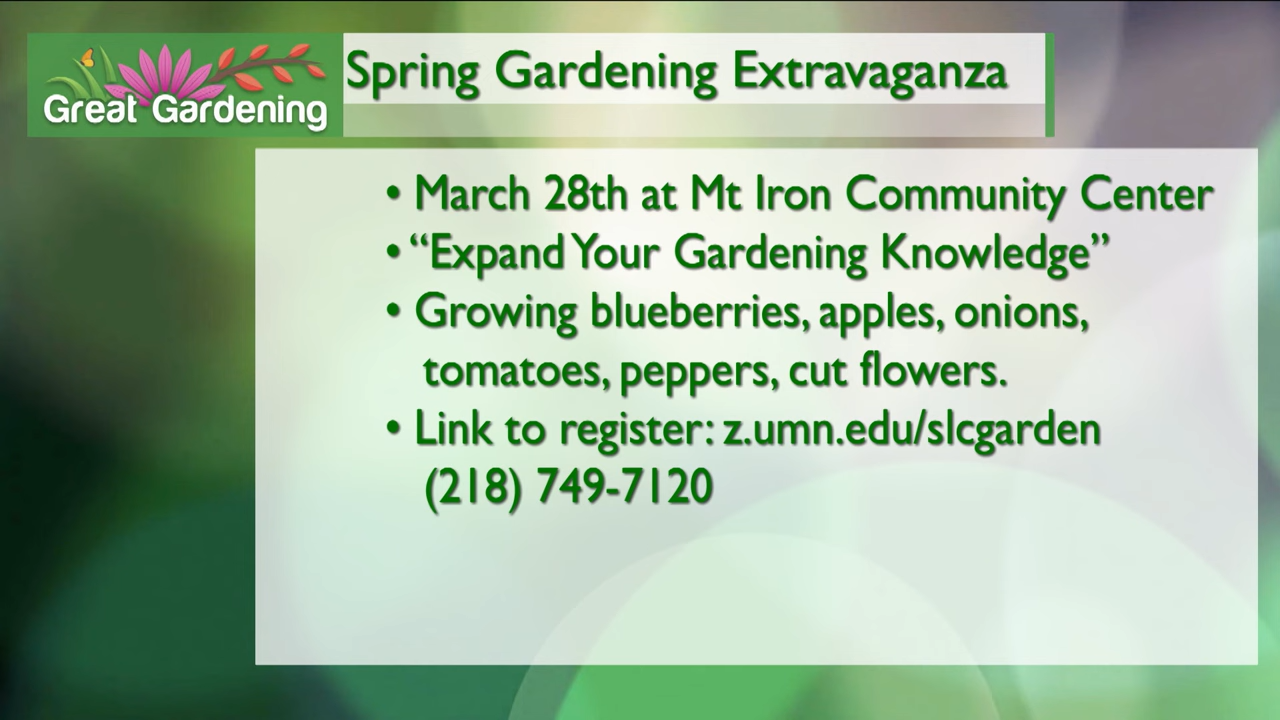 Great Gardening
Spring Gardening Extravaganza
• March 28th at Mt Iron Community Center
• “Expand Your Gardening Knowledge”
• Growing blueberries, apples, onions,
tomatoes, peppers, cut flowers.
• Link to register: z.umn.edu/slcgarden
(218) 749-7120